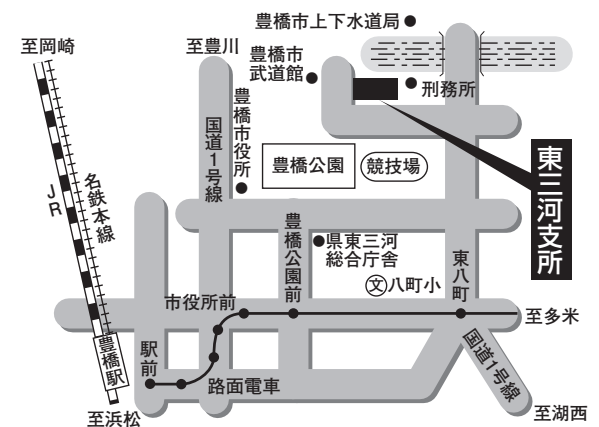 豊橋市上下水道局
至岡崎
至豊川
豊橋市
武道館
刑務所
豊橋市役所
国道1号線
豊橋公園
競技場
東三河支所
JR
名鉄本線
豊橋公園前
県東三河
総合庁舎
文八町小
東八町
市役所前
至多米
豊橋駅
駅前
国道1号線
路面電車
至浜松
至湖西